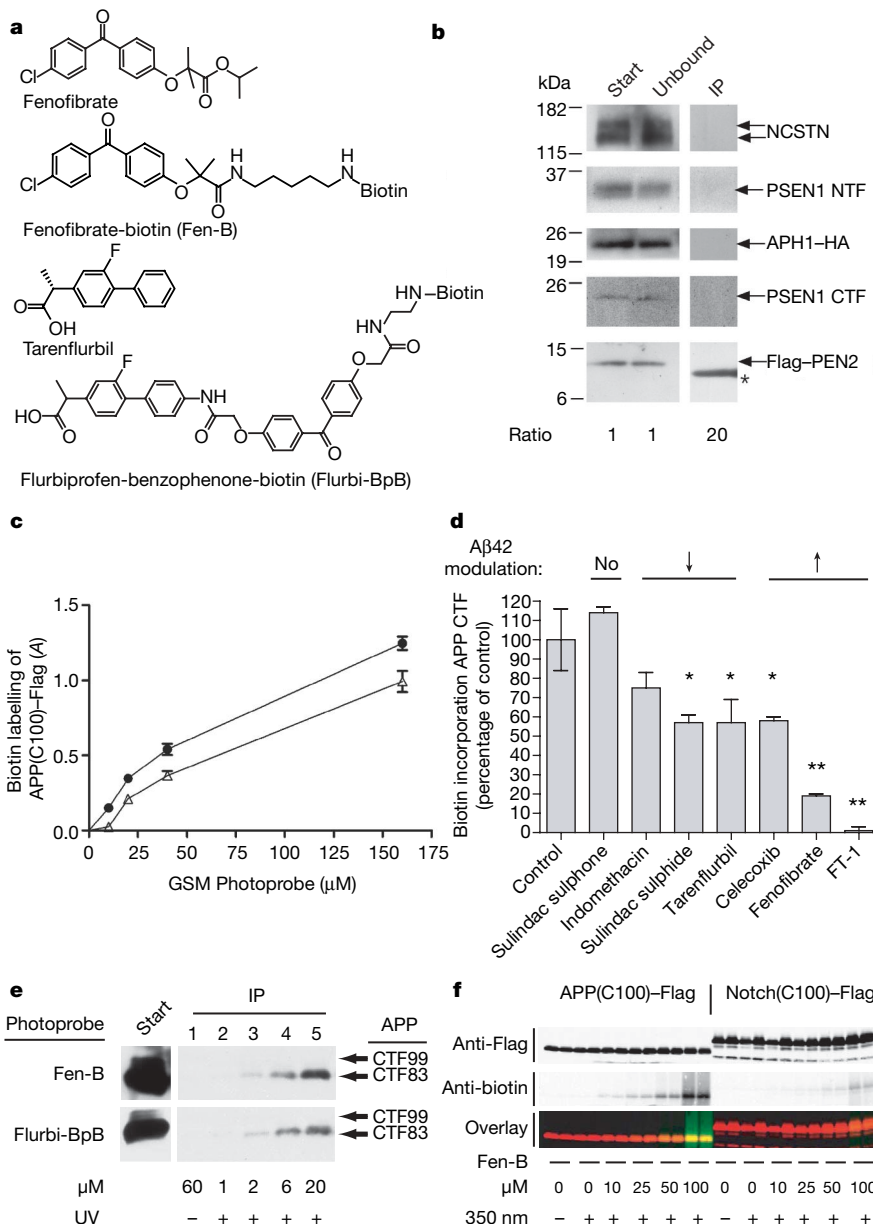 a
O
Cl
O
O
O
Fenofibrate
O
Cl
O
O
H
N
H
N
Biotin
Fenofibrate-biotin (Fen-B)
F
O
OH
Tarenflurbil
HN–Biotin
HN
O
O
F
HO
O
NH
O
O
O
Flurbiprofen-benzophenone-biotin (Flurbi-BpB)
b
kDa
Start
Unbound
IP
182
115
NCSTN
37
PSEN1 NTF
26
19
APH1–HA
26
PSEN1 CTF
15
6
Flag–PEN2
*
Ratio 1 1 20
c
Biotin labelling of
APP(C100)–Flag (A)
1.5
1.0
0.5
0.0
0 25 50 75 100 125 150 175
GSM Photoprobe (μM)
d
Aβ42
modulation:
No ↓ ↑
Biotin incorporation APP CTF
(percentage of control)
120
110
100
90
80
70
60
50
40
30
20
10
0
* * * ** **
Control
Sulindac sulphone
Indomethacin
Sulindac sulphide
Tarenflurbil
Celecoxib
Fenofibrate
FT-1
e
IP
Photoprobe Start 1 2 3 4 5 APP
Fen-B
CTF99
CTF83
Flurbi-BpB
CTF99
CTF83
μM 60 1 2 6 20
UV – + + + +
f
APP(C100)–Flag Notch(C100)–Flag
Anti-Flag
Anti-biotin
Overlay
Fen-B
μM 0 0 10 25 50 100 0 0 10 25 50 100
350 nm – + + + + + – + + + + +